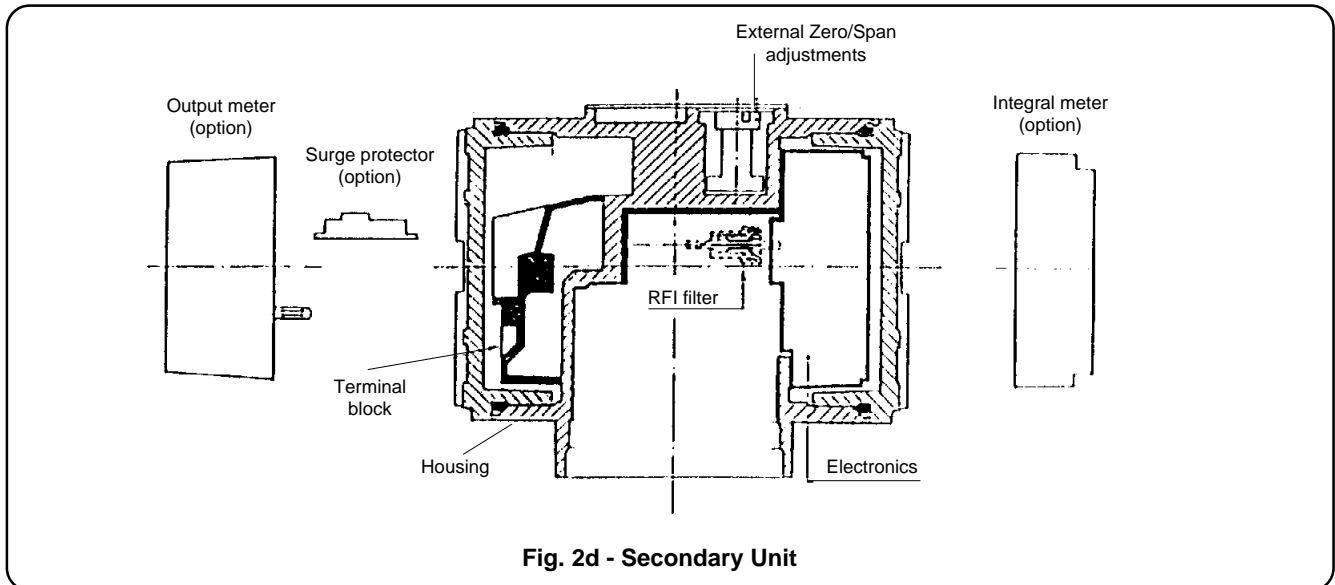 External Zero/Span
adjustments
Output meter
(option)
Integral meter
(option)
Surge protector
(option)
RFI filter
Terminal
block
Housing
Electronics
Fig. 2d - Secondary Unit